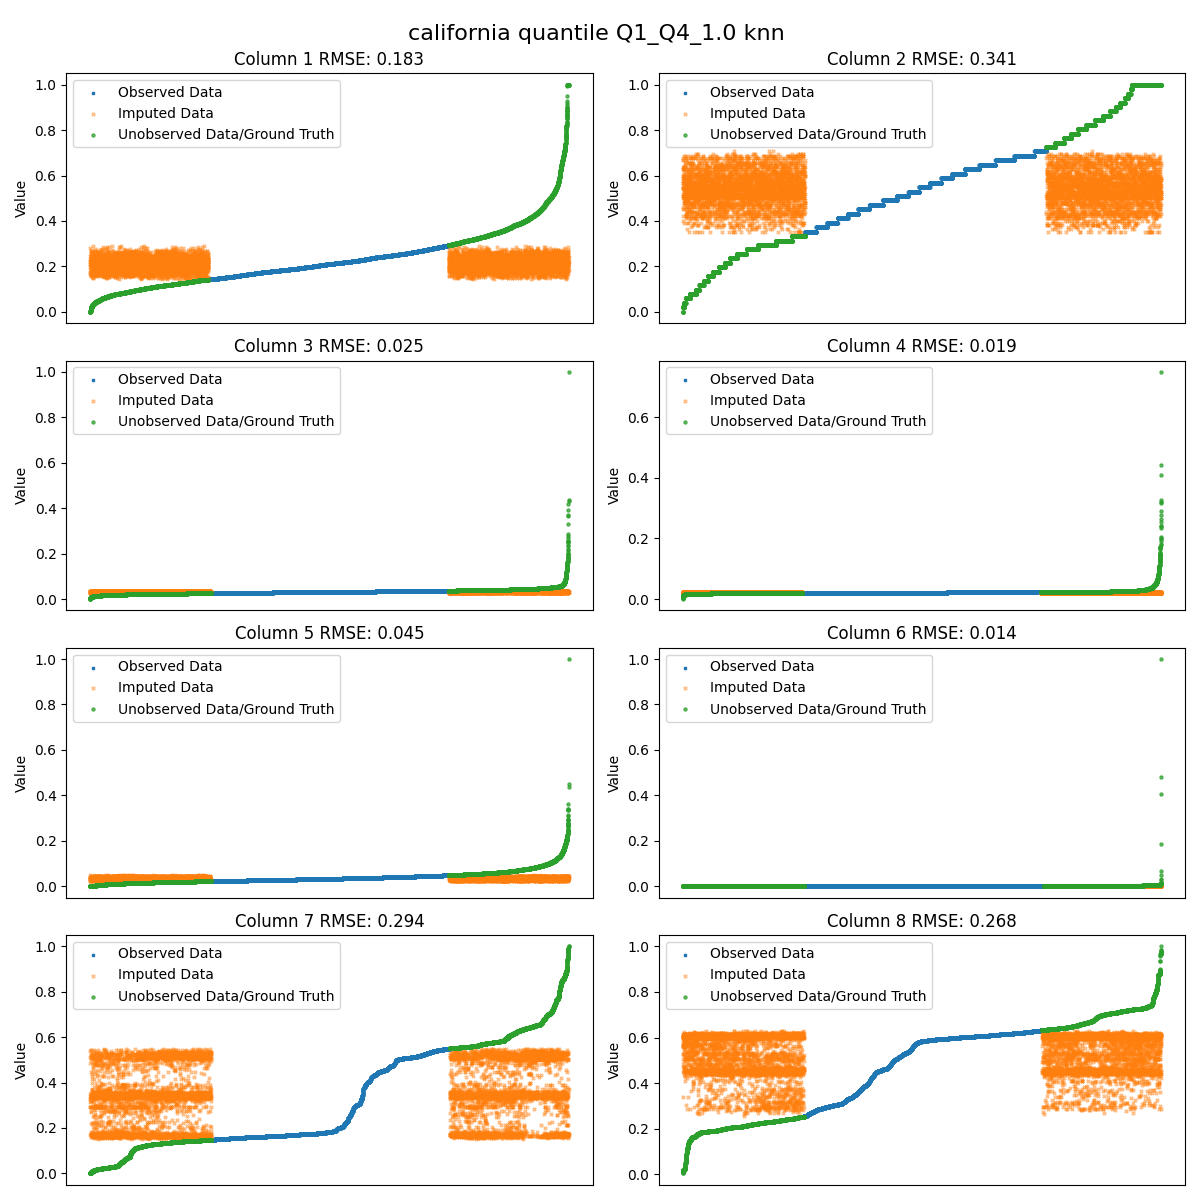 california quantile Q1_Q4_1.0 knn
Column 1 RMSE: 0.183
Value
1.0
0.8
0.6
0.4
0.2
0.0
Observed Data
Imputed Data
Unobserved Data/Ground Truth
Column 2 RMSE: 0.341
Value
1.0
0.8
0.6
0.4
0.2
0.0
Observed Data
Imputed Data
Unobserved Data/Ground Truth
Column 3 RMSE: 0.025
Value
1.0
0.8
0.6
0.4
0.2
0.0
Observed Data
Imputed Data
Unobserved Data/Ground Truth
Column 4 RMSE: 0.019
Value
0.6
0.4
0.2
0.0
Observed Data
Imputed Data
Unobserved Data/Ground Truth
Column 5 RMSE: 0.045
Value
1.0
0.8
0.6
0.4
0.2
0.0
Observed Data
Imputed Data
Unobserved Data/Ground Truth
Column 6 RMSE: 0.014
Value
1.0
0.8
0.6
0.4
0.2
0.0
Observed Data
Imputed Data
Unobserved Data/Ground Truth
Column 7 RMSE: 0.294
Value
1.0
0.8
0.6
0.4
0.2
0.0
Observed Data
Imputed Data
Unobserved Data/Ground Truth
Column 8 RMSE: 0.268
Value
1.0
0.8
0.6
0.4
0.2
0.0
Observed Data
Imputed Data
Unobserved Data/Ground Truth